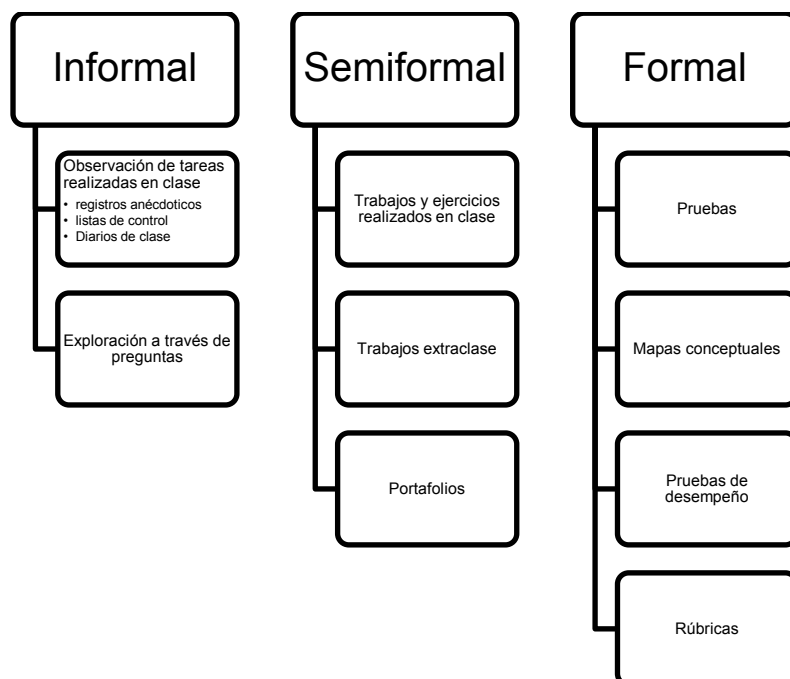 Informal
Observación de tareas
realizadas en clase
• registros anécdoticos
• listas de control
• Diarios de clase
Exploración a través de
preguntas
Semiformal
Trabajos y ejercicios
realizados en clase
Trabajos extraclase
Portafolios
Formal
Pruebas
Mapas conceptuales
Pruebas de
desempeño
Rúbricas